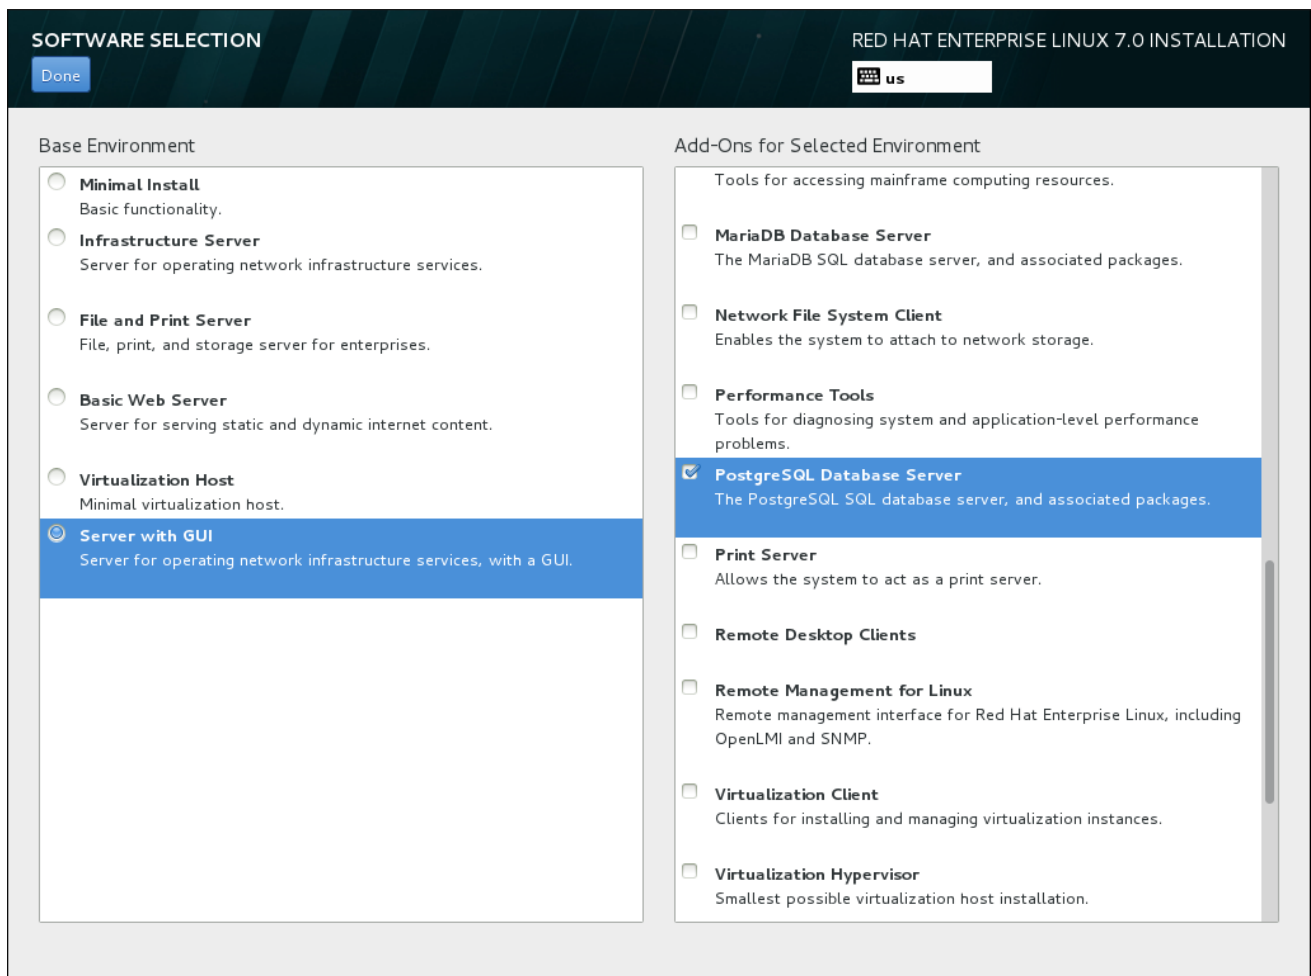 SOFTWARE SELECTION
RED HAT ENTERPRISE LINUX 7.0 INSTALLATION
Done
us
Base Environment
Minimal Install
Basic functionality.
Infrastructure Server
Server for operating network infrastructure services.
File and Print Server
File, print, and storage server for enterprises.
Basic Web Server
Server for serving static and dynamic internet content.
Virtualization Host
Minimal virtualization host.
Server with GUI
Server for operating network infrastructure services, with a GUI.
Add-Ons for Selected Environment
Tools for accessing mainframe computing resources.
MariaDB Database Server
The MariaDB SQL database server, and associated packages.
Network File System Client
Enables the system to attach to network storage.
Performance Tools
Tools for diagnosing system and application-level performance
problems.
PostgreSQL Database Server
The PostgreSQL SQL database server, and associated packages.
Print Server
Allows the system to act as a print server.
Remote Desktop Clients
Remote Management for Linux
Remote management interface for Red Hat Enterprise Linux, including
OpenLMI and SNMP.
Virtualization Client
Clients for installing and managing virtualization instances.
Virtualization Hypervisor
Smallest possible virtualization host installation.